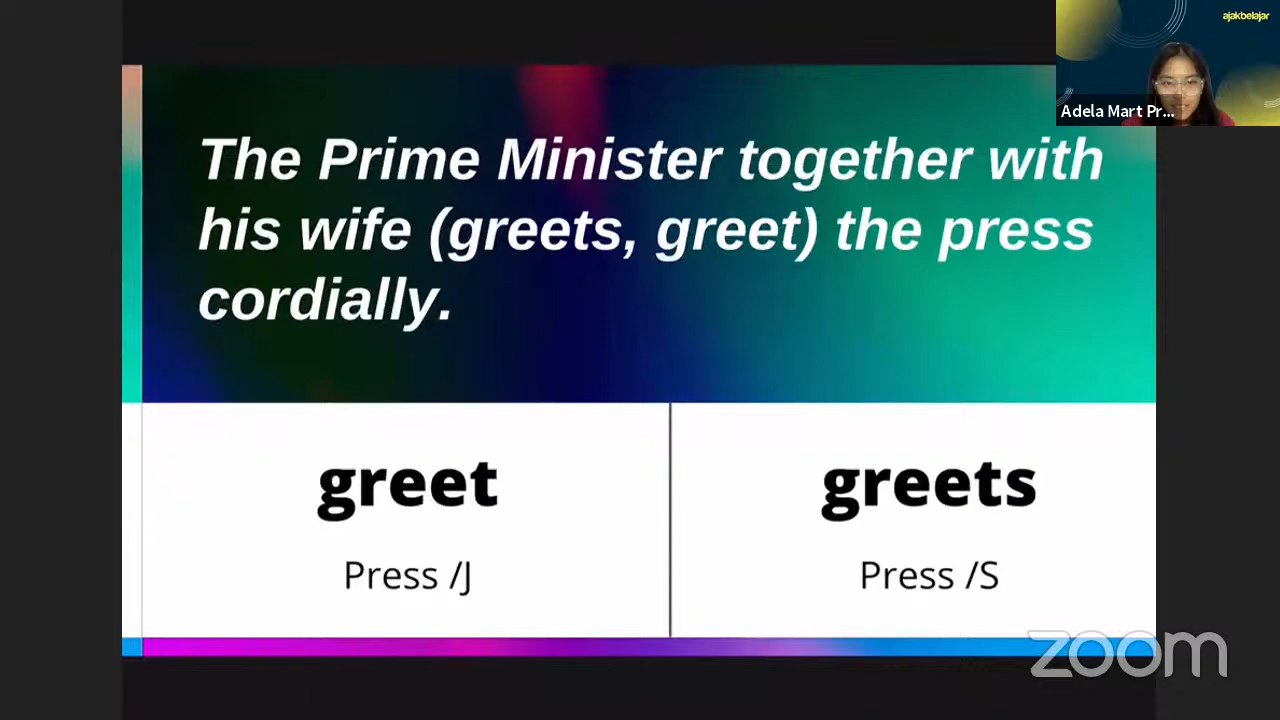 ajakbelajar
Adela Mart Pr...
The Prime Minister together with
his wife (greets, greet) the press
cordially.
greet
greets
Press /J
Press /S
zoom